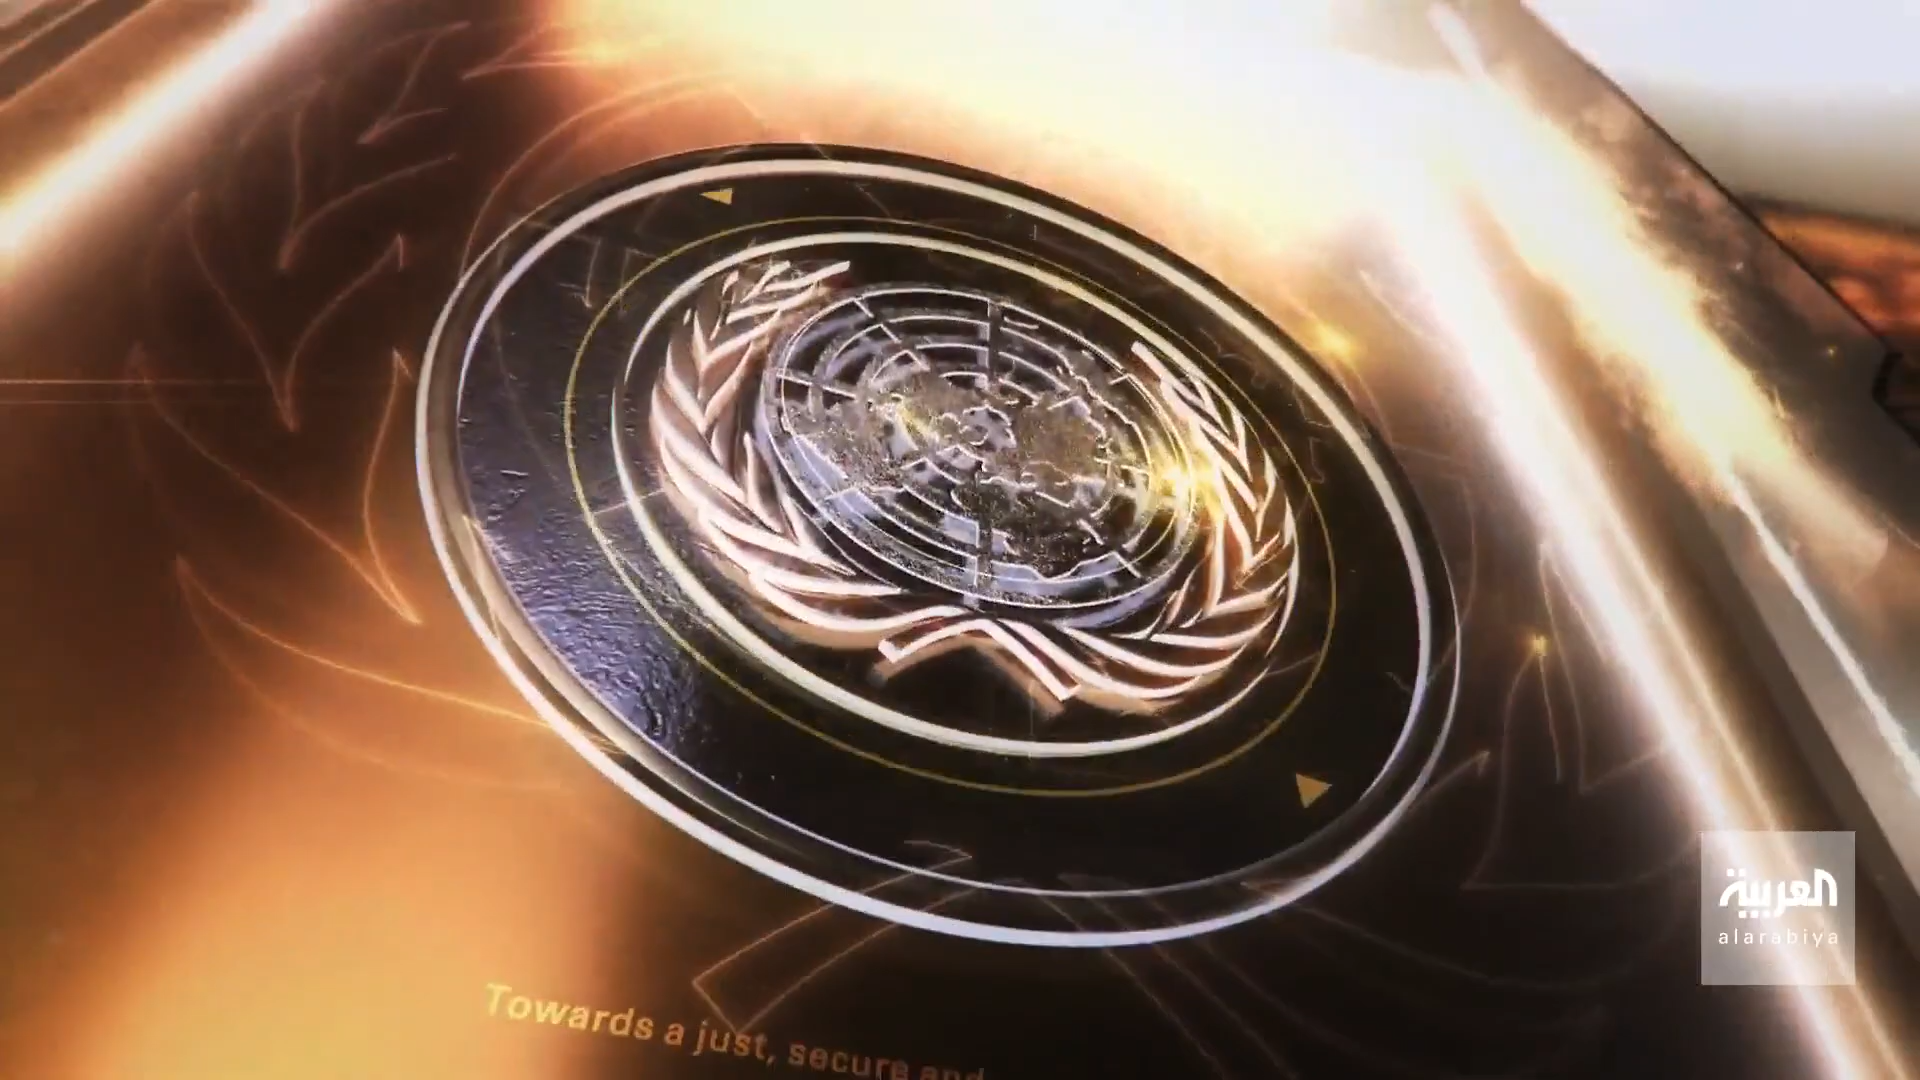 Towards a just, secure and
العربية
alarabiya